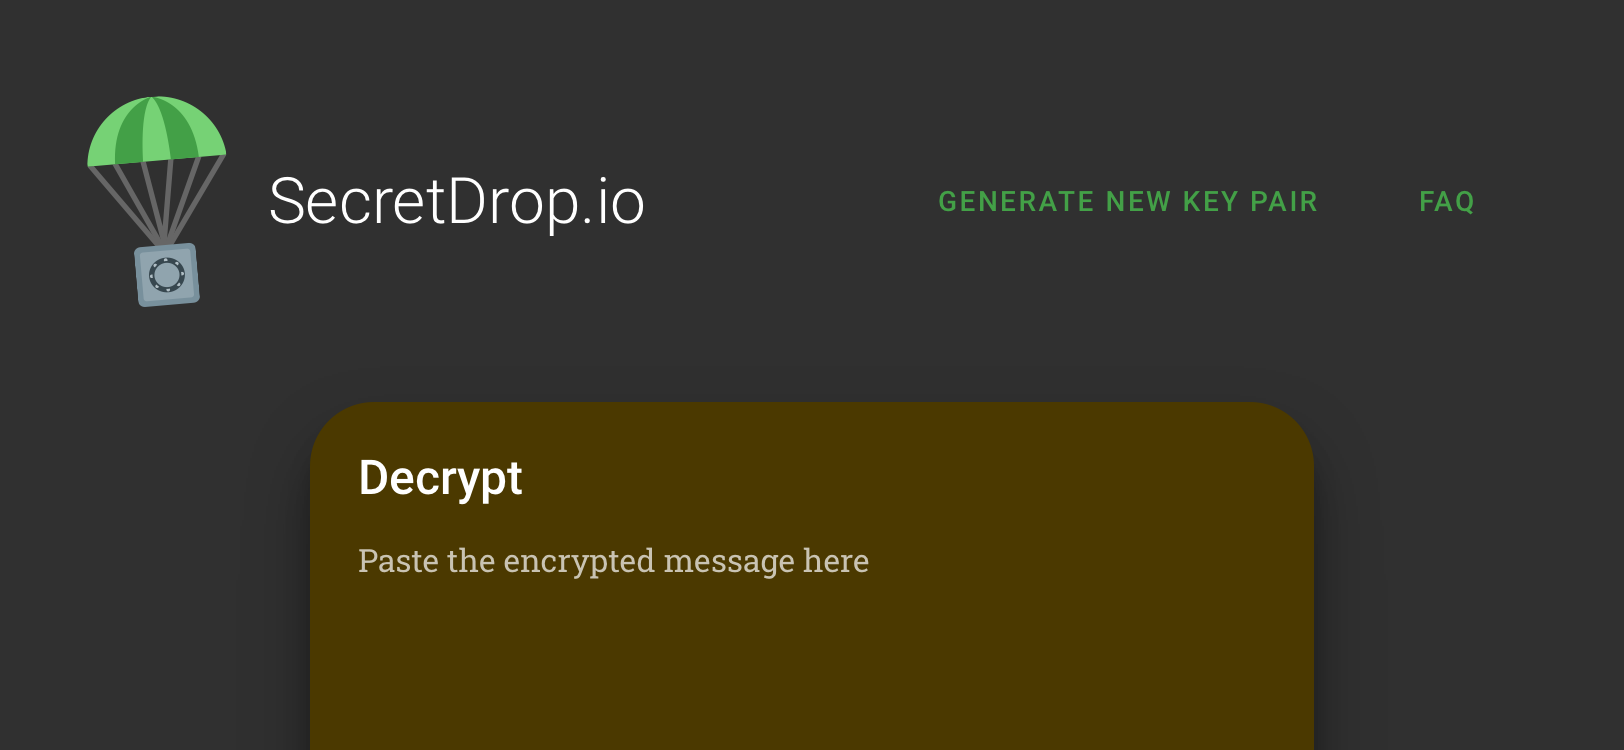 SecretDrop.io
GENERATE NEW KEY PAIR
FAQ
Decrypt
Paste the encrypted message here